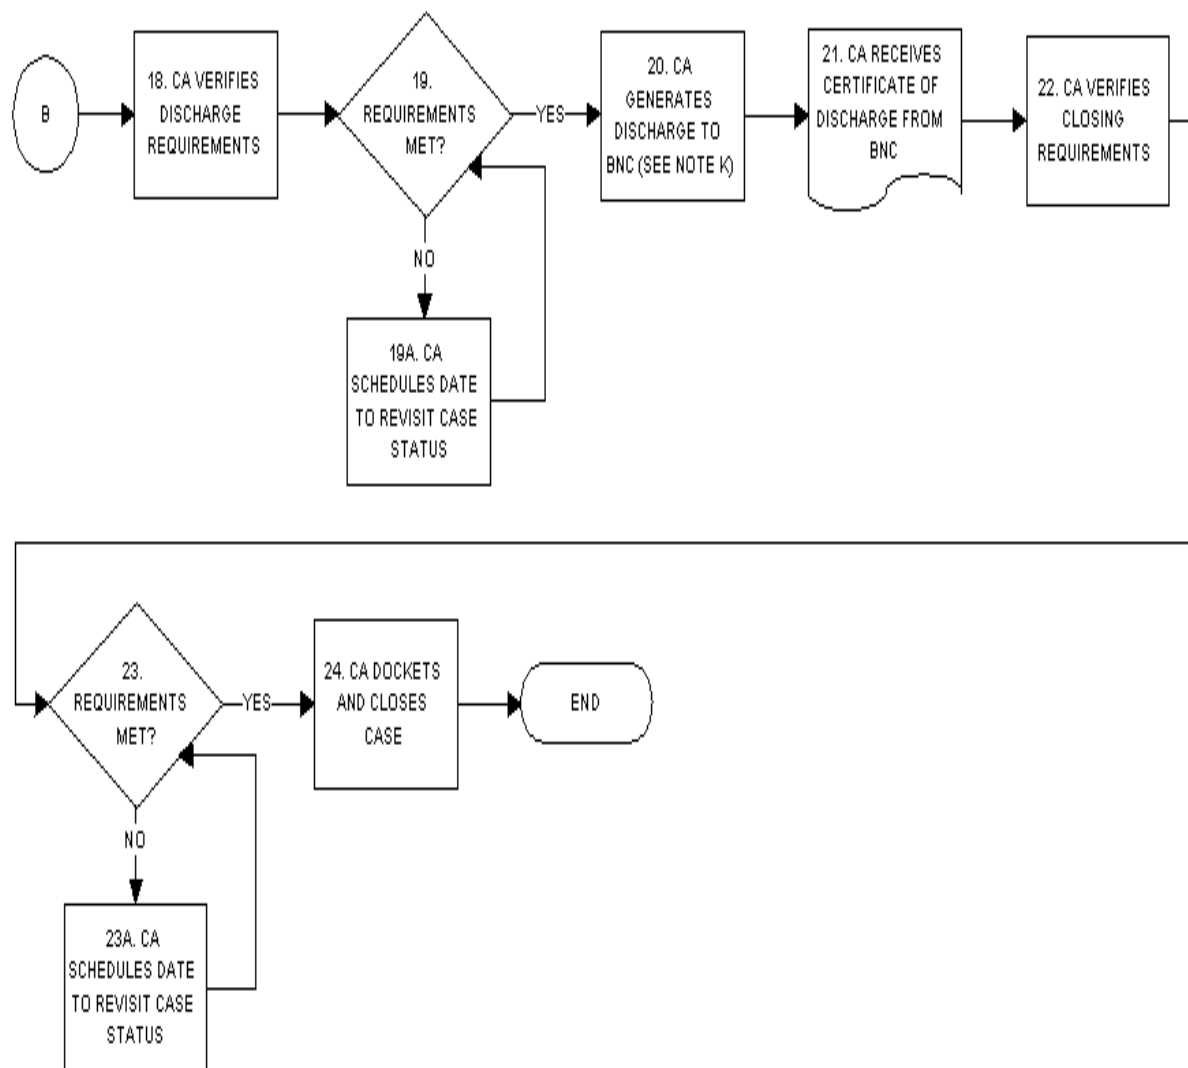 B
18. CA VERIFIES
DISCHARGE
REQUIREMENTS
19.
REQUIREMENTS
MET?
YES
20. CA
GENERATES
DISCHARGE TO
BNC (SEE NOTE K)
21. CA RECEIVES
CERTIFICATE OF
DISCHARGE FROM
BNC
22. CA VERIFIES
CLOSING
REQUIREMENTS
NO
19A. CA
SCHEDULES DATE
TO REVISIT CASE
STATUS
23.
REQUIREMENTS
MET?
YES
24. CA DOCKETS
AND CLOSES
CASE
END
NO
23A. CA
SCHEDULES DATE
TO REVISIT CASE
STATUS